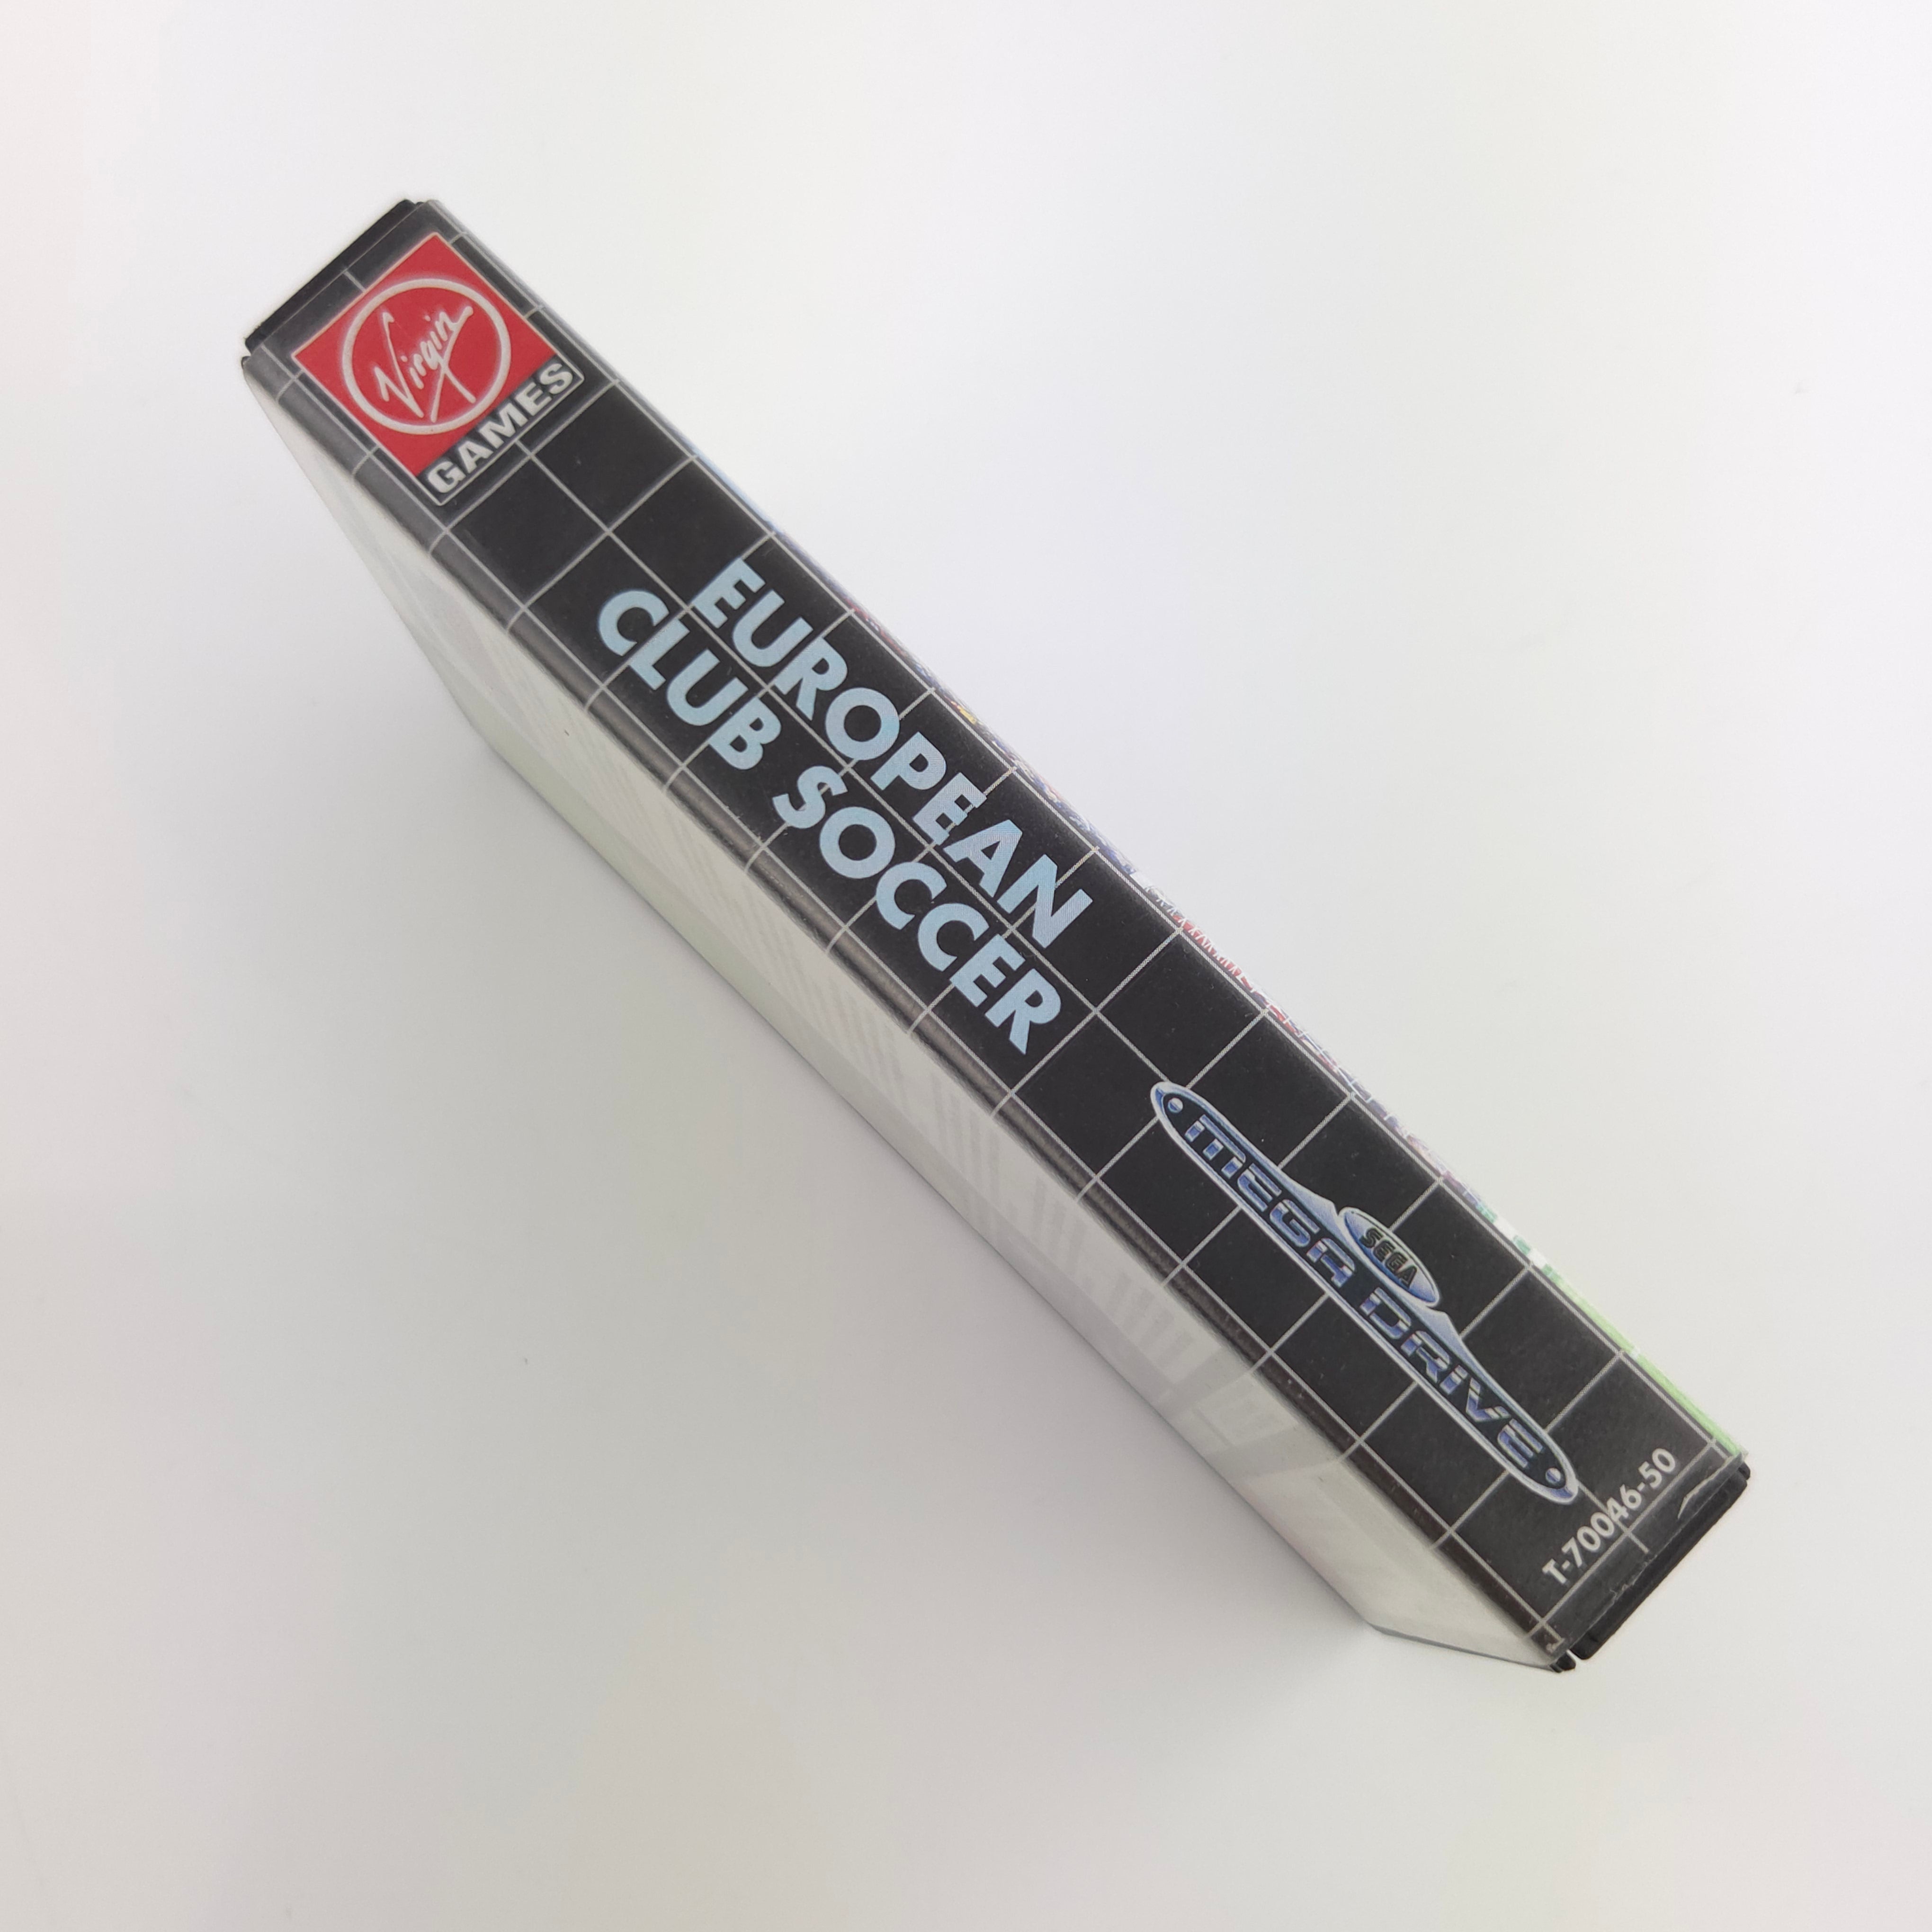 Virgin
GAMES
EUROPEAN
CLUB SOCCER
SEGA
MEGA DRIVE
T-70046-50